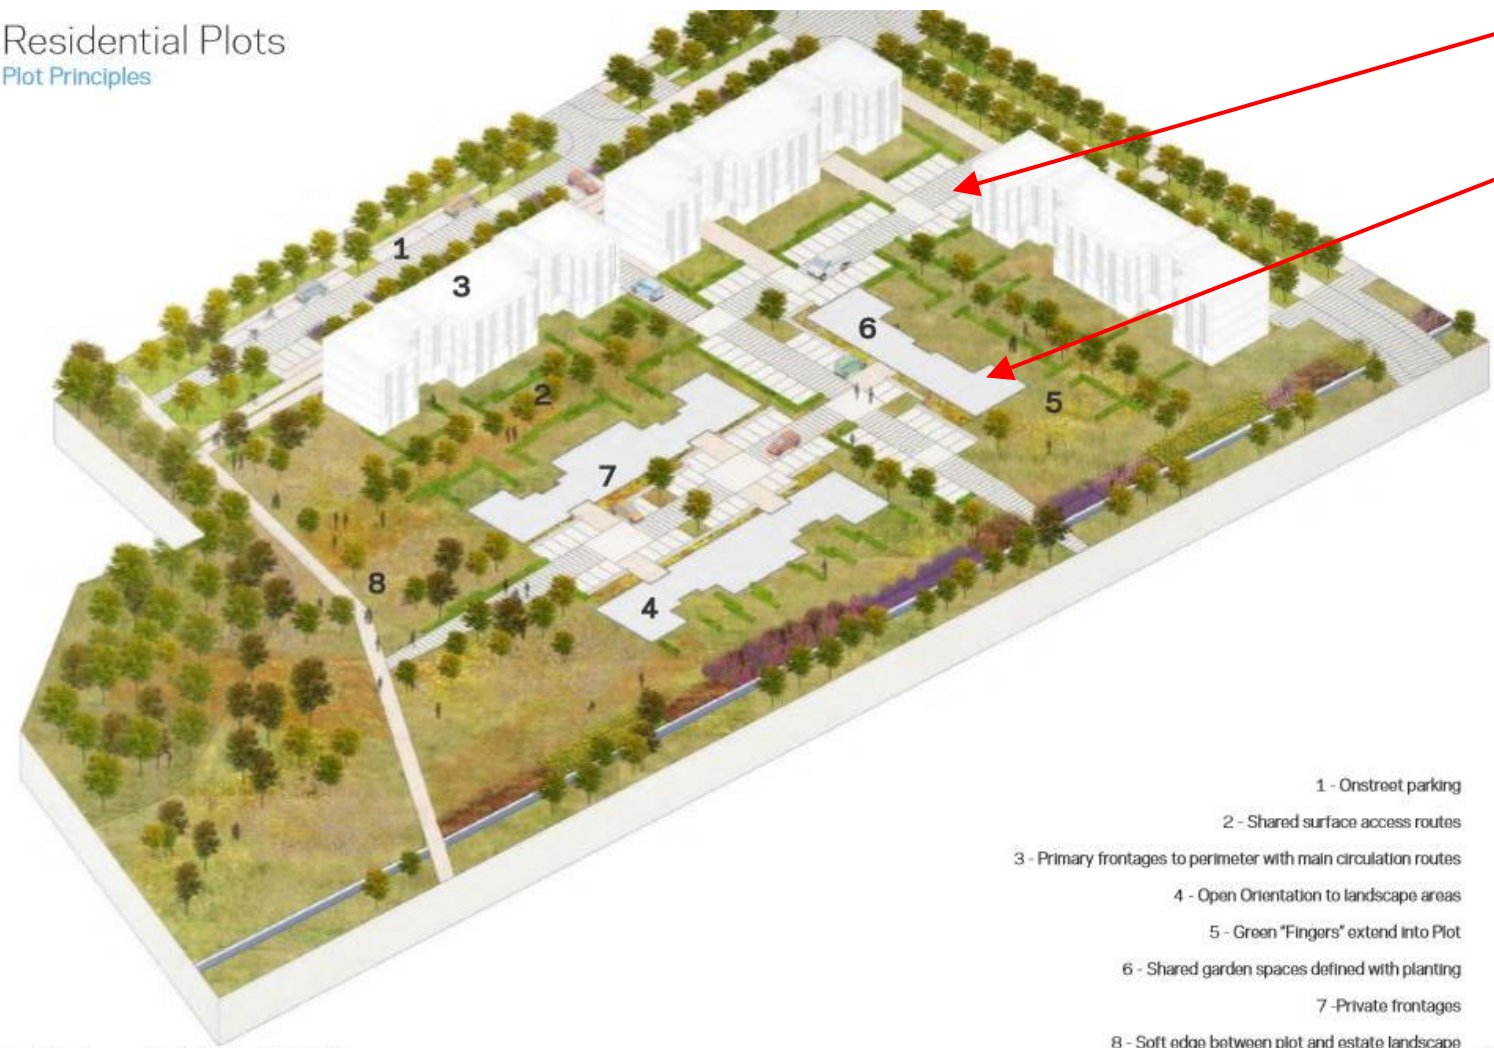 Residential Plots
Plot Principles
1
3
2
6
5
7
8
4
1 - Onstreet parking
2 - Shared surface access routes
3 - Primary frontages to perimeter with main circulation routes
4 - Open Orientation to landscape areas
5 - Green "Fingers" extend into Plot
6 - Shared garden spaces defined with planting
7 -Private frontages
8 - Soft edge between plot and estate landscape